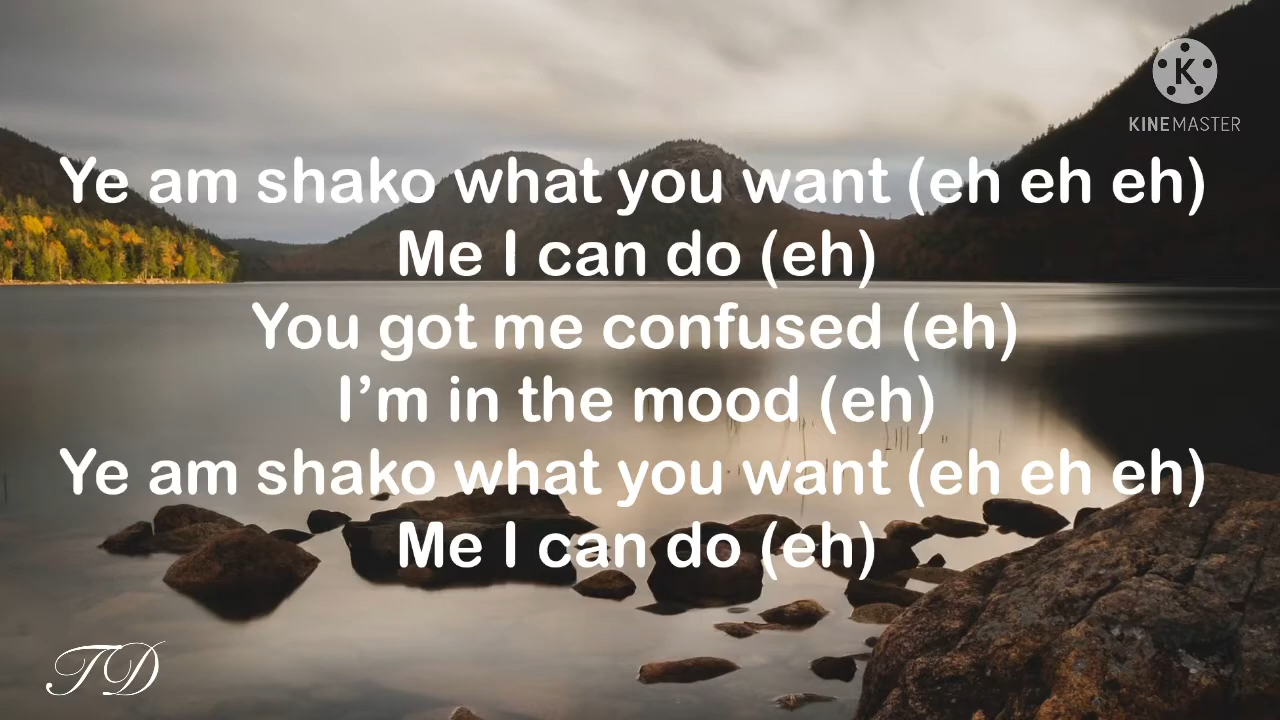 KINEMASTER
Ye am shako what you want (eh eh eh)
Me I can do (eh)
You got me confused (eh)
I’m in the mood (eh)
Ye am shako what you want (eh eh eh)
Me I can do (eh)
TD